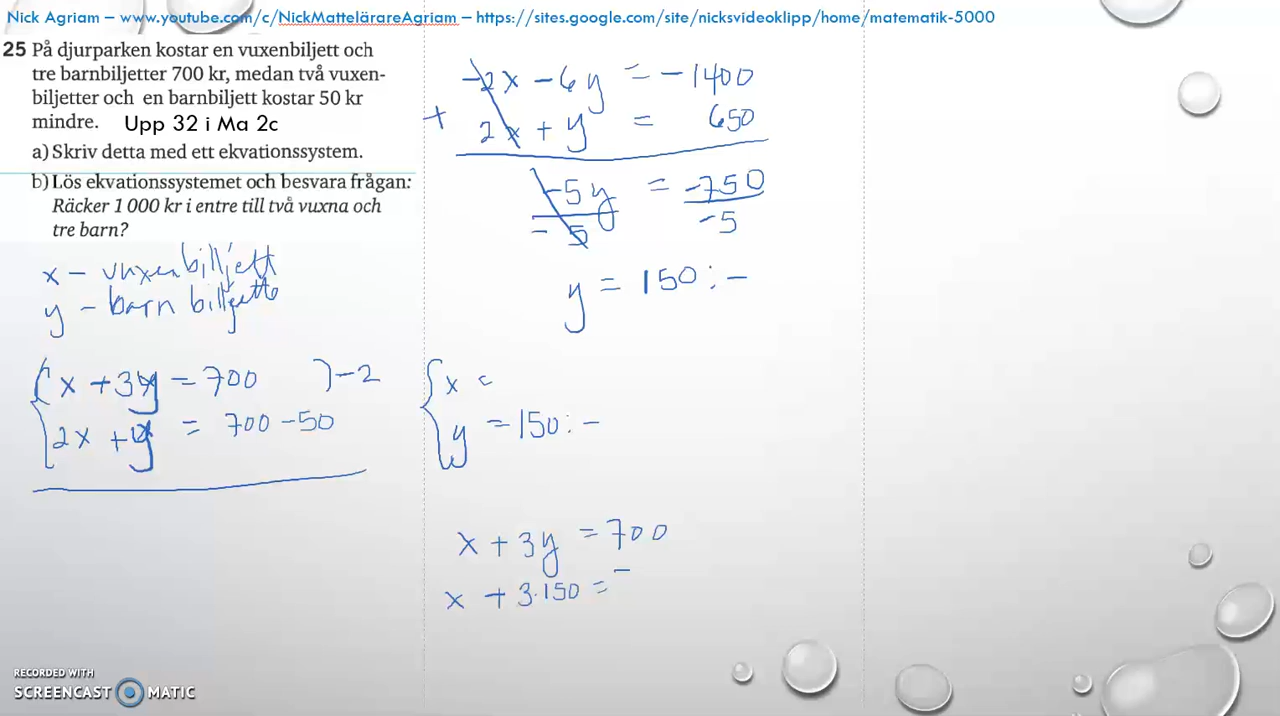 Nick Agriam – www.youtube.com/c/NickMattelärareAgriam – https://sites.google.com/site/nicksvideoklipp/home/matematik-5000
25 På djurparken kostar en vuxenbiljett och
tre barnbiljetter 700 kr, medan två vuxen-
biljetter och en barnbiljett kostar 50 kr
mindre. Upp 32 i Ma 2c
a) Skriv detta med ett ekvationssystem.
b) Lös ekvationssystemet och besvara frågan:
Räcker 1 000 kr i entre till två vuxna och
tre barn?
x – vuxenbilljett
y – barn billjett
x + 3y = 700 ) -2
2x + y = 700 - 50
-2x - 6y = -1400
+ 2x + y = 650
-5y = -750
-5 -5
y = 150 :-
x =
y = 150 :-
x + 3y = 700
x + 3·150 =
RECORDED WITH
SCREENCAST MATIC